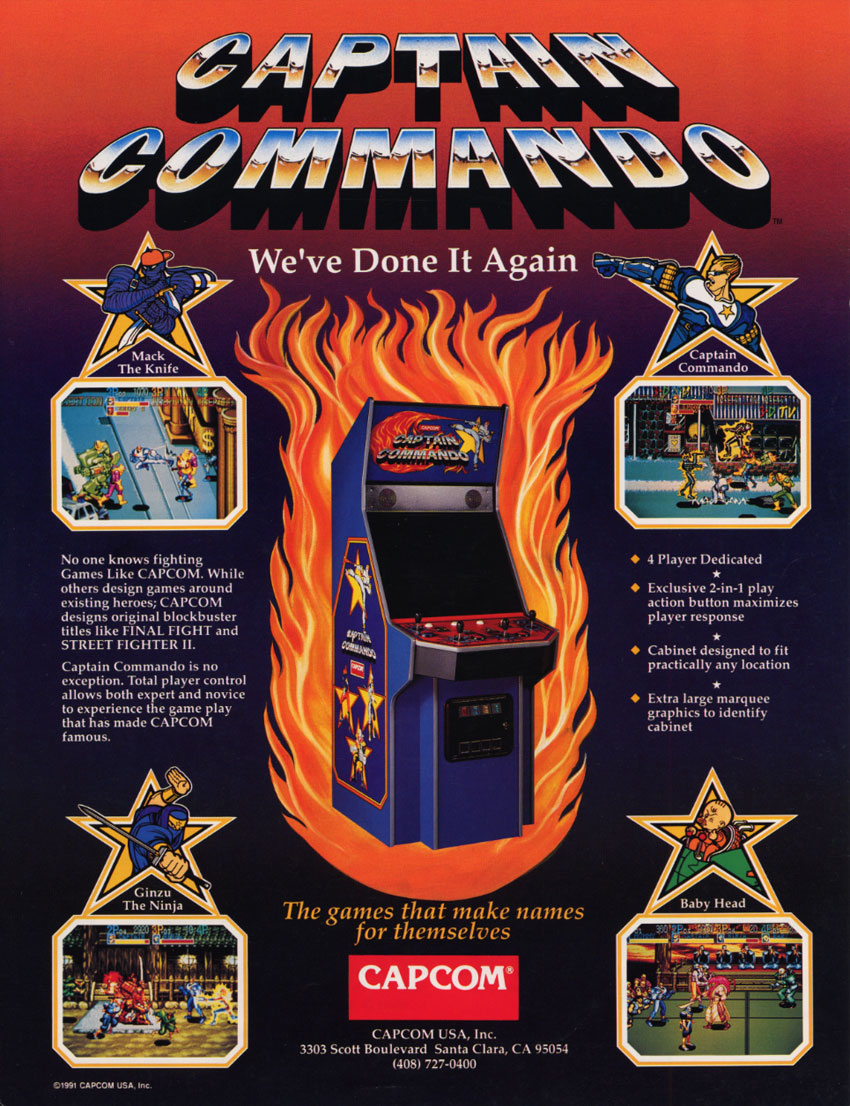 CAPTAIN
COMMANDO
TM
We've Done It Again
Mack
The Knife
Captain
Commando
CAPCOM
CAPTAIN
COMMANDO
No one knows fighting
Games Like CAPCOM. While
others design games around
existing heroes; CAPCOM
designs original blockbuster
titles like FINAL FIGHT and
STREET FIGHTER II.
Captain Commando is no
exception. Total player control
allows both expert and novice
to experience the game play
that has made CAPCOM
famous.
CAPTAIN
COMMANDO
CAPCOM
◆ 4 Player Dedicated
★
◆ Exclusive 2-in-1 play
action button maximizes
player response
★
◆ Cabinet designed to fit
practically any location
★
◆ Extra large marquee
graphics to identify
cabinet
Ginzu
The Ninja
Baby Head
The games that make names
for themselves
CAPCOM®
CAPCOM USA, Inc.
3303 Scott Boulevard Santa Clara, CA 95054
(408) 727-0400
©1991 CAPCOM USA, Inc.